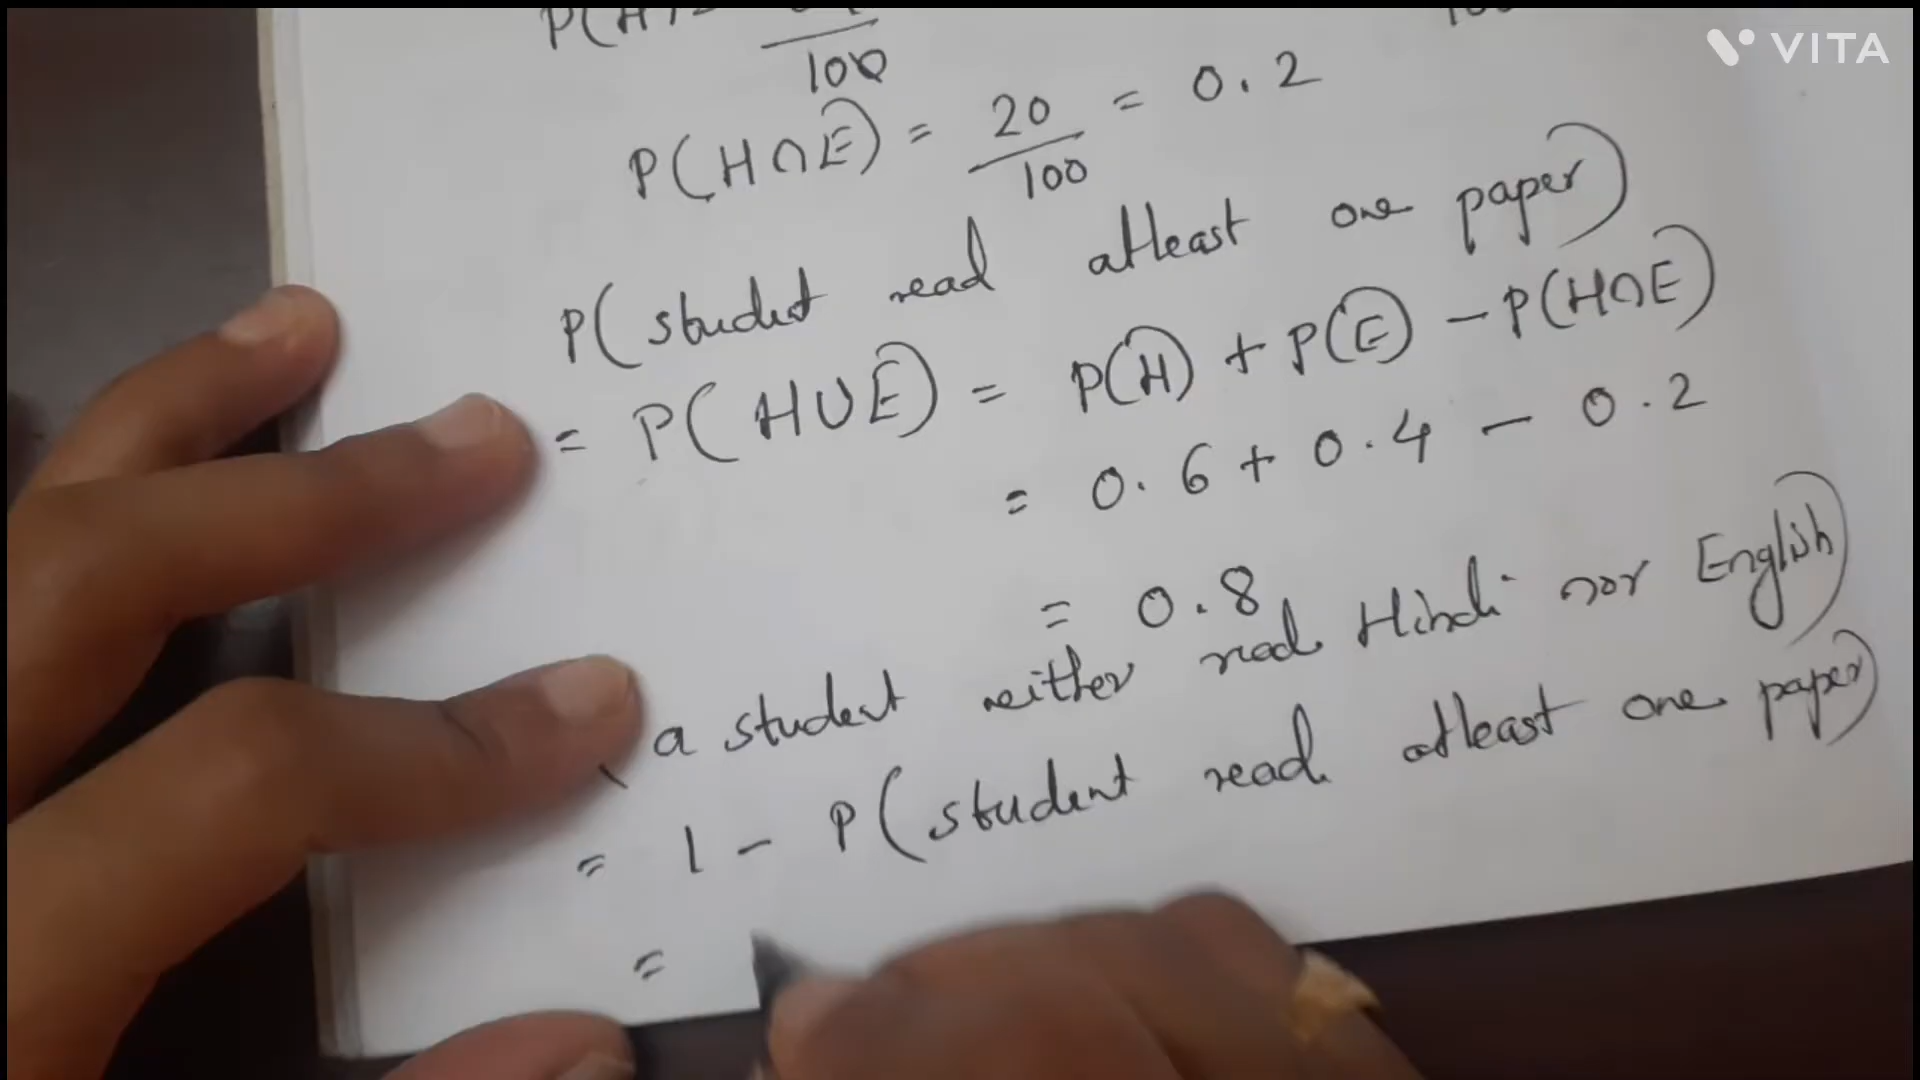 VITA
P(H) =
100
P(H∩E) = 20/100 = 0.2
P(student read atleast one paper)
= P(HUE) = P(H) + P(E) - P(H∩E)
= 0.6 + 0.4 - 0.2
= 0.8
a student neither read Hindi nor English)
= 1 - P(student read atleast one paper)
=